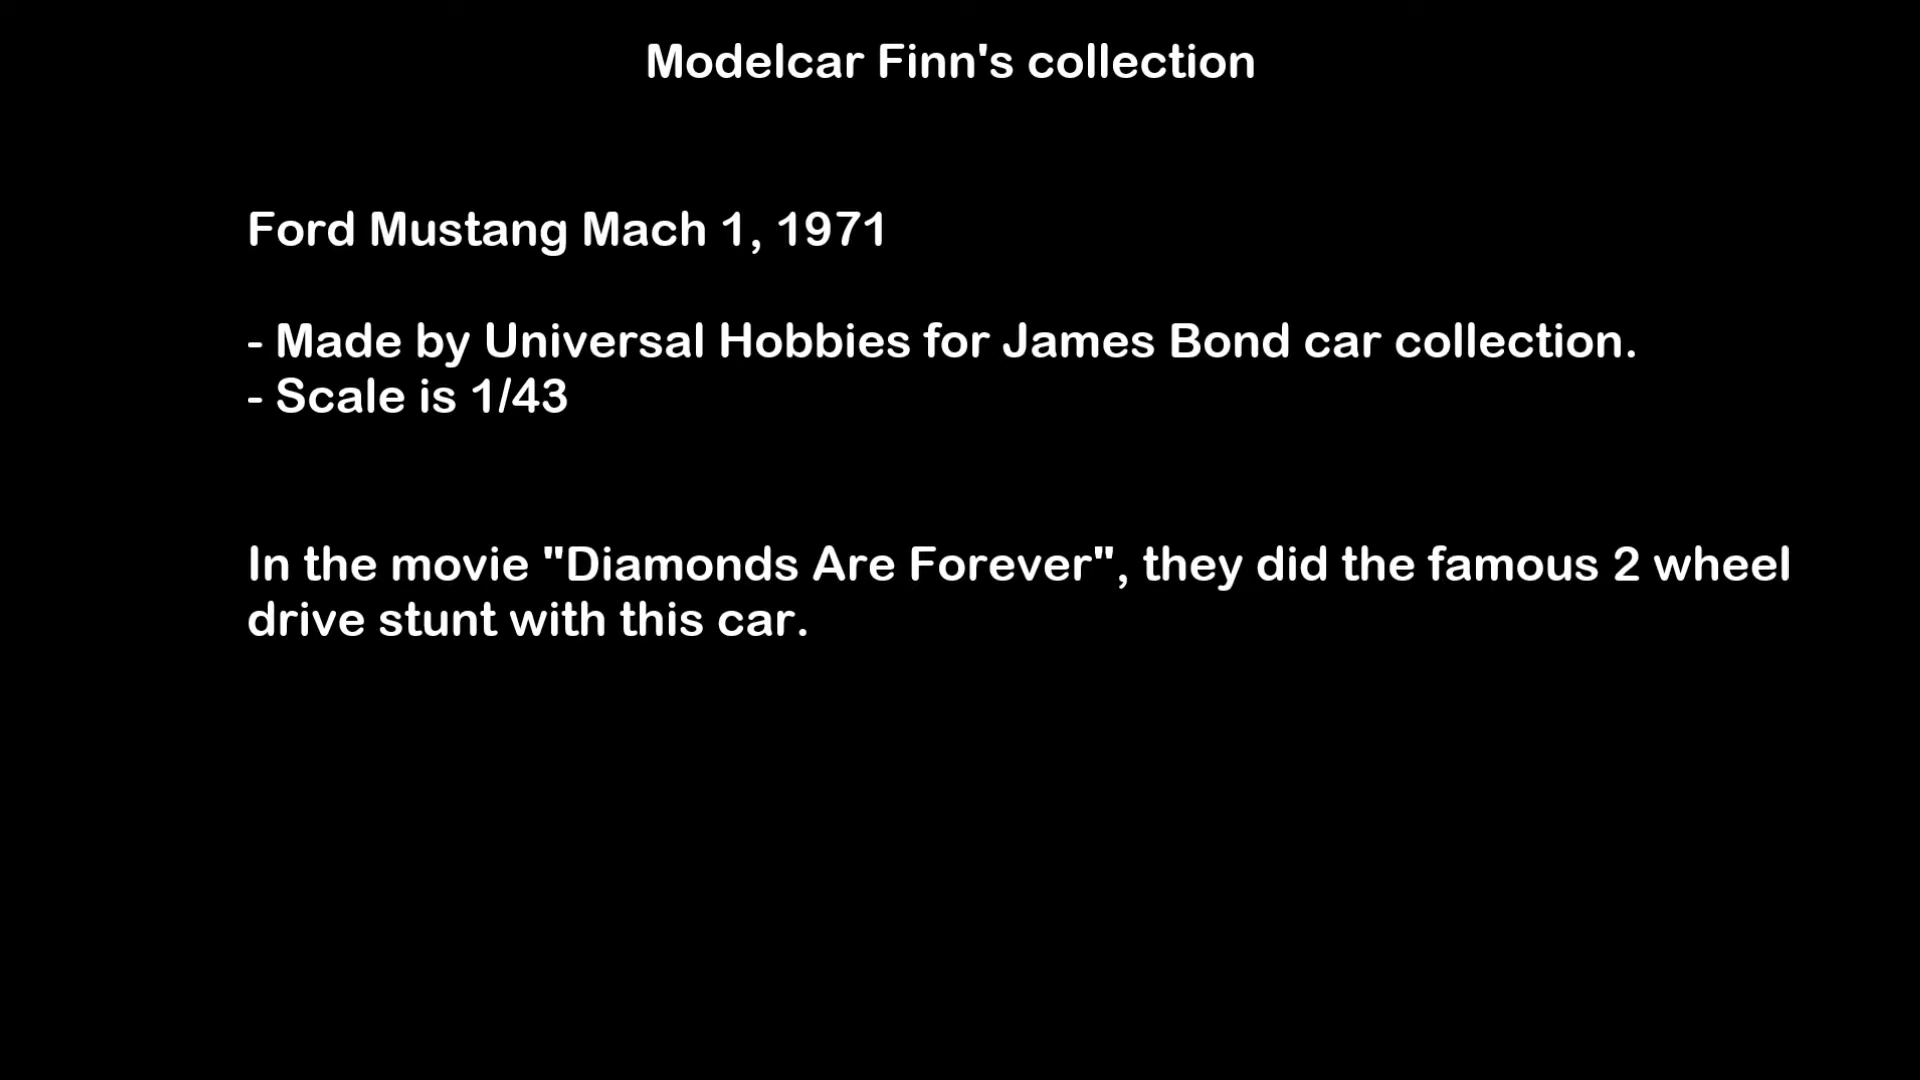 Modelcar Finn's collection
Ford Mustang Mach 1, 1971
- Made by Universal Hobbies for James Bond car collection.
- Scale is 1/43
In the movie "Diamonds Are Forever", they did the famous 2 wheel
drive stunt with this car.